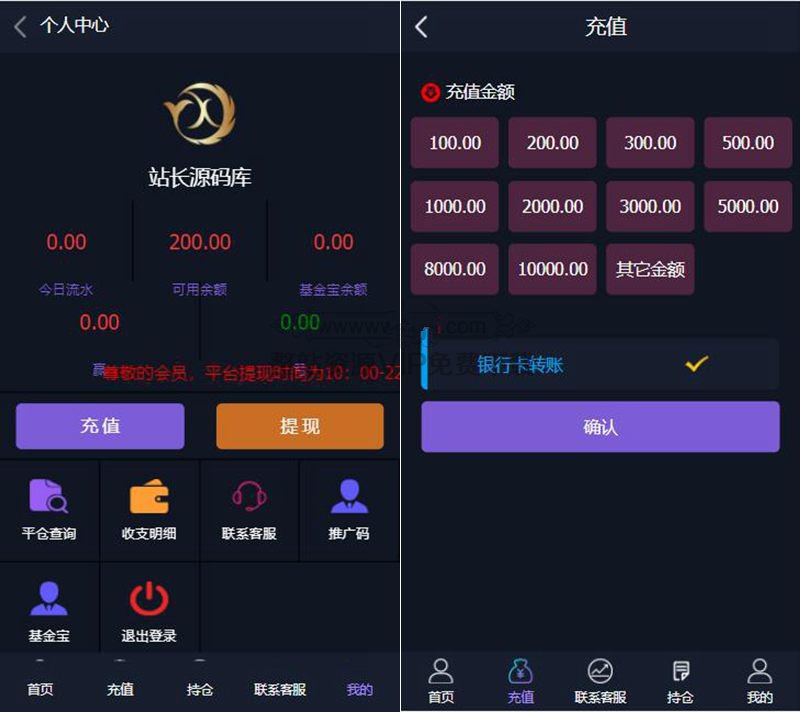 个人中心
站长源码库
0.00 200.00 0.00
今日流水 可用余额 基金宝余额
0.00 0.00
尊敬的会员，平台提现时间为10：00-22
充值 提现
平仓查询 收支明细 联系客服 推广码
基金宝 退出登录
首页 充值 持仓 联系客服 我的
充值
充值金额
100.00 200.00 300.00 500.00
1000.00 2000.00 3000.00 5000.00
8000.00 10000.00 其它金额
银行卡转账
确认
首页 充值 联系客服 持仓 我的